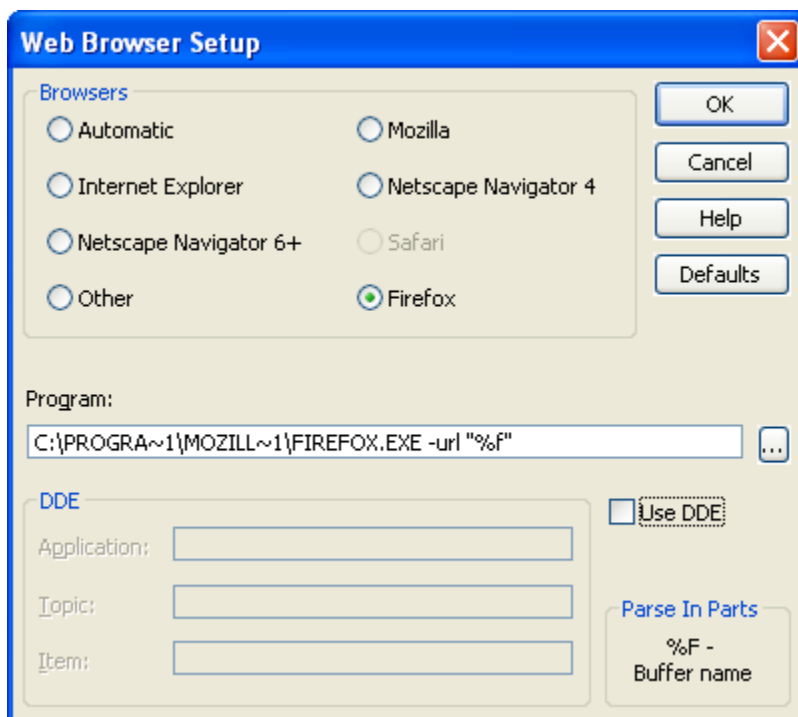 Web Browser Setup
Browsers
Automatic
Mozilla
Internet Explorer
Netscape Navigator 4
Netscape Navigator 6+
Safari
Other
Firefox
OK
Cancel
Help
Defaults
Program:
C:\PROGRA~1\MOZILL~1\FIREFOX.EXE -url "%f"
...
DDE
Application:
Topic:
Item:
Use DDE
Parse In Parts
%F -
Buffer name